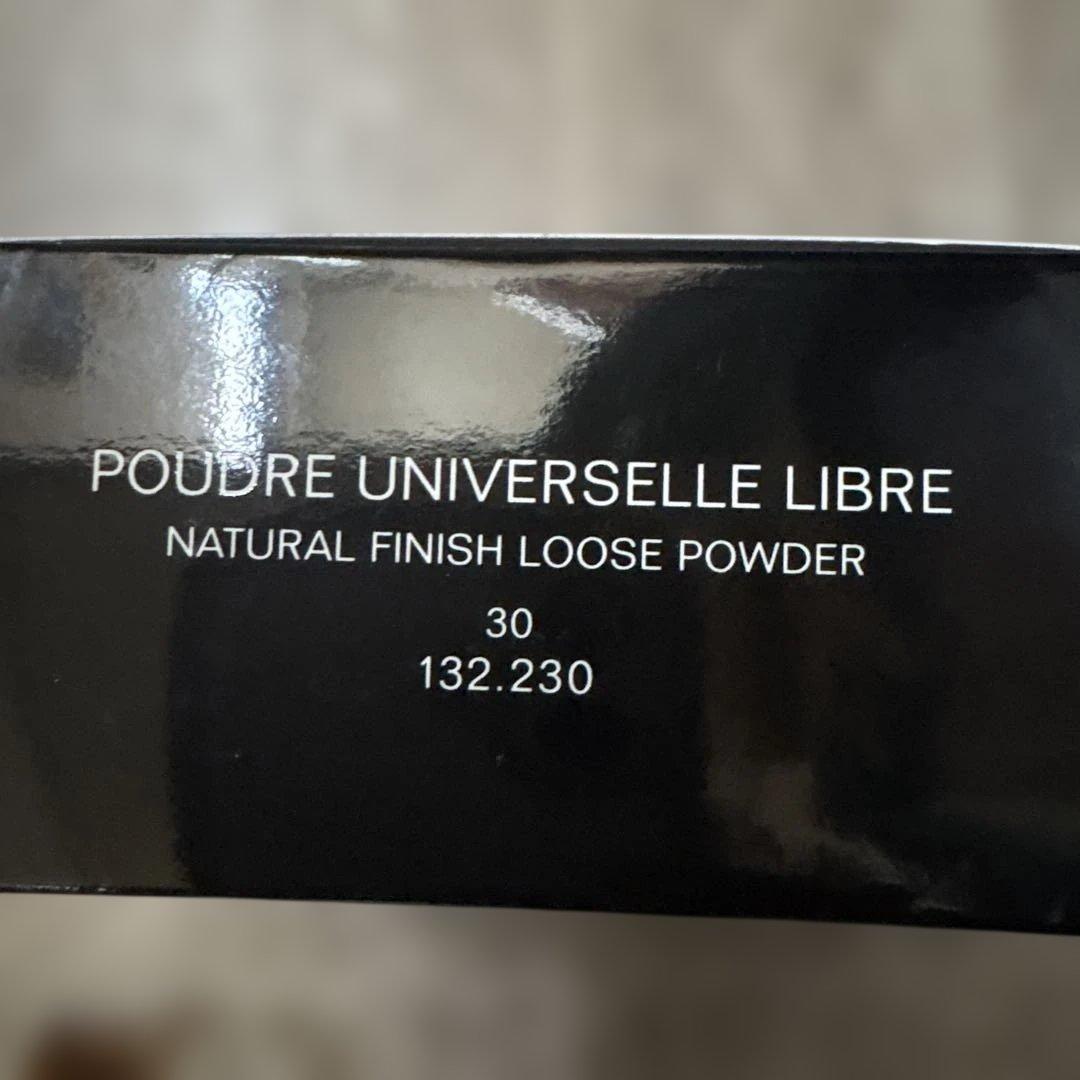 POUDRE UNIVERSELLE LIBRE
NATURAL FINISH LOOSE POWDER
30
132.230